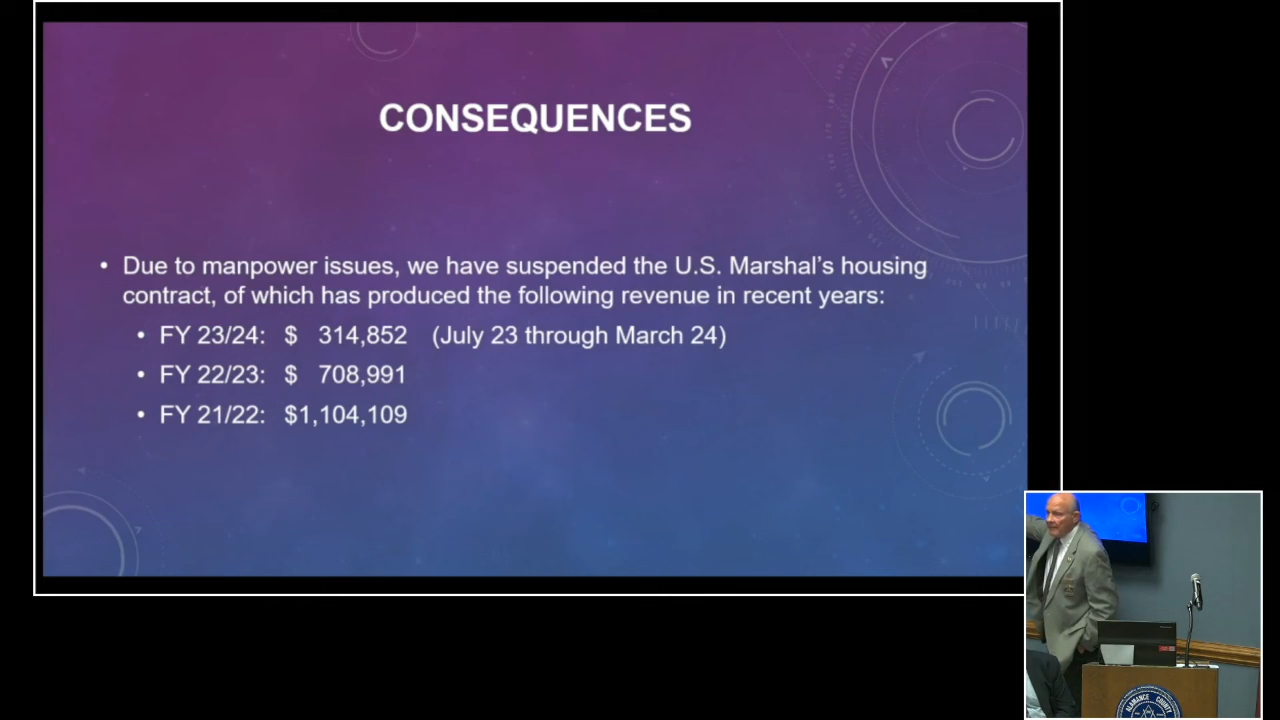 CONSEQUENCES
• Due to manpower issues, we have suspended the U.S. Marshal's housing
contract, of which has produced the following revenue in recent years:
• FY 23/24: $ 314,852 (July 23 through March 24)
• FY 22/23: $ 708,991
• FY 21/22: $1,104,109
ALAMANCE COUNTY